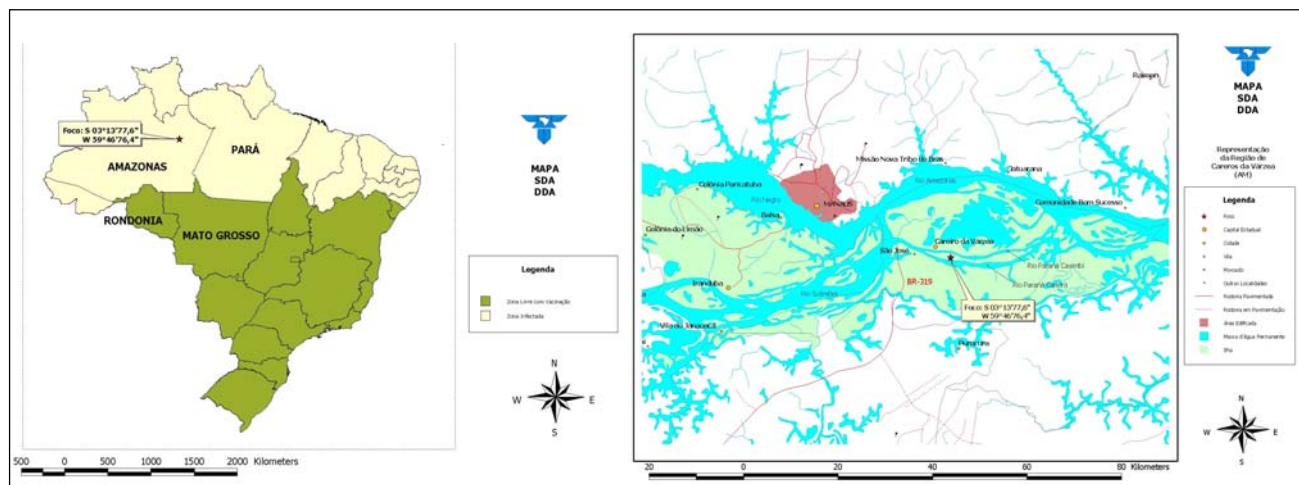 Foco: S 03°13'77,6"
W 59°46'76,4"
PARÁ
AMAZONAS
RONDONIA
MATO GROSSO
MAPA
SDA
DDA
Legenda
Zona Livre com Vacinação
Zona Infectada
N
W E
S
500 0 500 1000 1500 2000 Kilometers
Missão Nova Tribo do Brasil
Rio Amazonas
Jatuarana
Colônia Paricatuba
Rio Negro
MANAUS
Comunidade Bom Sucesso
Colônia do Limão
Careiro da Várzea
São José
BR-319
Iranduba
Rio Solimões
Foco: S 03°13'77,6"
W 59°46'76,4"
Purupuru
20 0 20 40 60 80 Kilometers
MAPA
SDA
DDA
Representação
da Região de
Careiros da Várzea
(AM)
Legenda
Foco
Capital Estadual
Cidade
Vila
Povoado
Outras Localidades
Rodovia Pavimentada
Rodovia em Pavimentação
Área Edificada
Massa d'Água Permanente
Ilha
N
W E
S